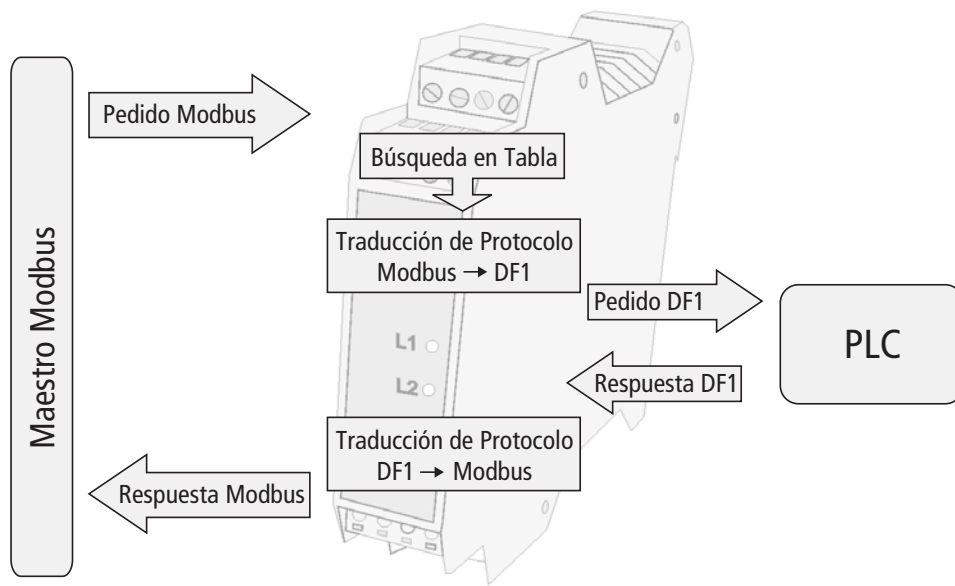 Maestro Modbus
Pedido Modbus
Búsqueda en Tabla
Traducción de Protocolo
Modbus → DF1
Pedido DF1
PLC
L1
L2
Respuesta DF1
Traducción de Protocolo
DF1 → Modbus
Respuesta Modbus